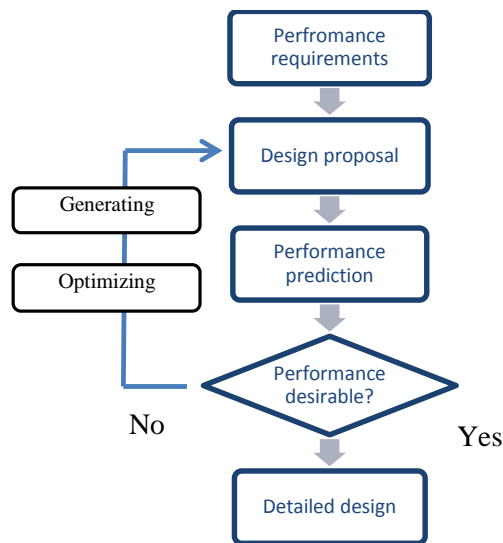 Perfromance
requirements
Design proposal
Generating
Performance
prediction
Optimizing
Performance
desirable?
No
Yes
Detailed design